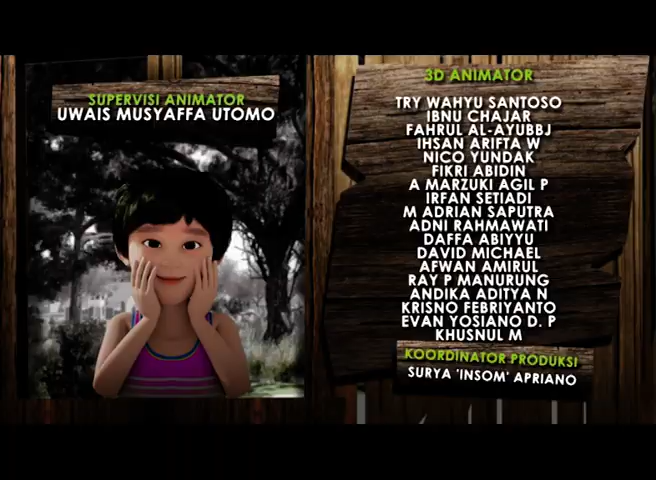 SUPERVISI ANIMATOR
UWAIS MUSYAFFA UTOMO
3D ANIMATOR
TRY WAHYU SANTOSO
IBNU CHAJAR
FAHRUL AL-AYUBBJ
IHSAN ARIFTA W
NICO YUNDAK
FIKRI ABIDIN
A MARZUKI AGIL P
IRFAN SETIADI
M ADRIAN SAPUTRA
ADNI RAHMAWATI
DAFFA ABIYYU
DAVID MICHAEL
AFWAN AMIRUL
RAY P MANURUNG
ANDIKA ADITYA N
KRISNO FEBRIYANTO
EVAN YOSIANO D. P
KHUSNUL M
KOORDINATOR PRODUKSI
SURYA 'INSOM' APRIANO